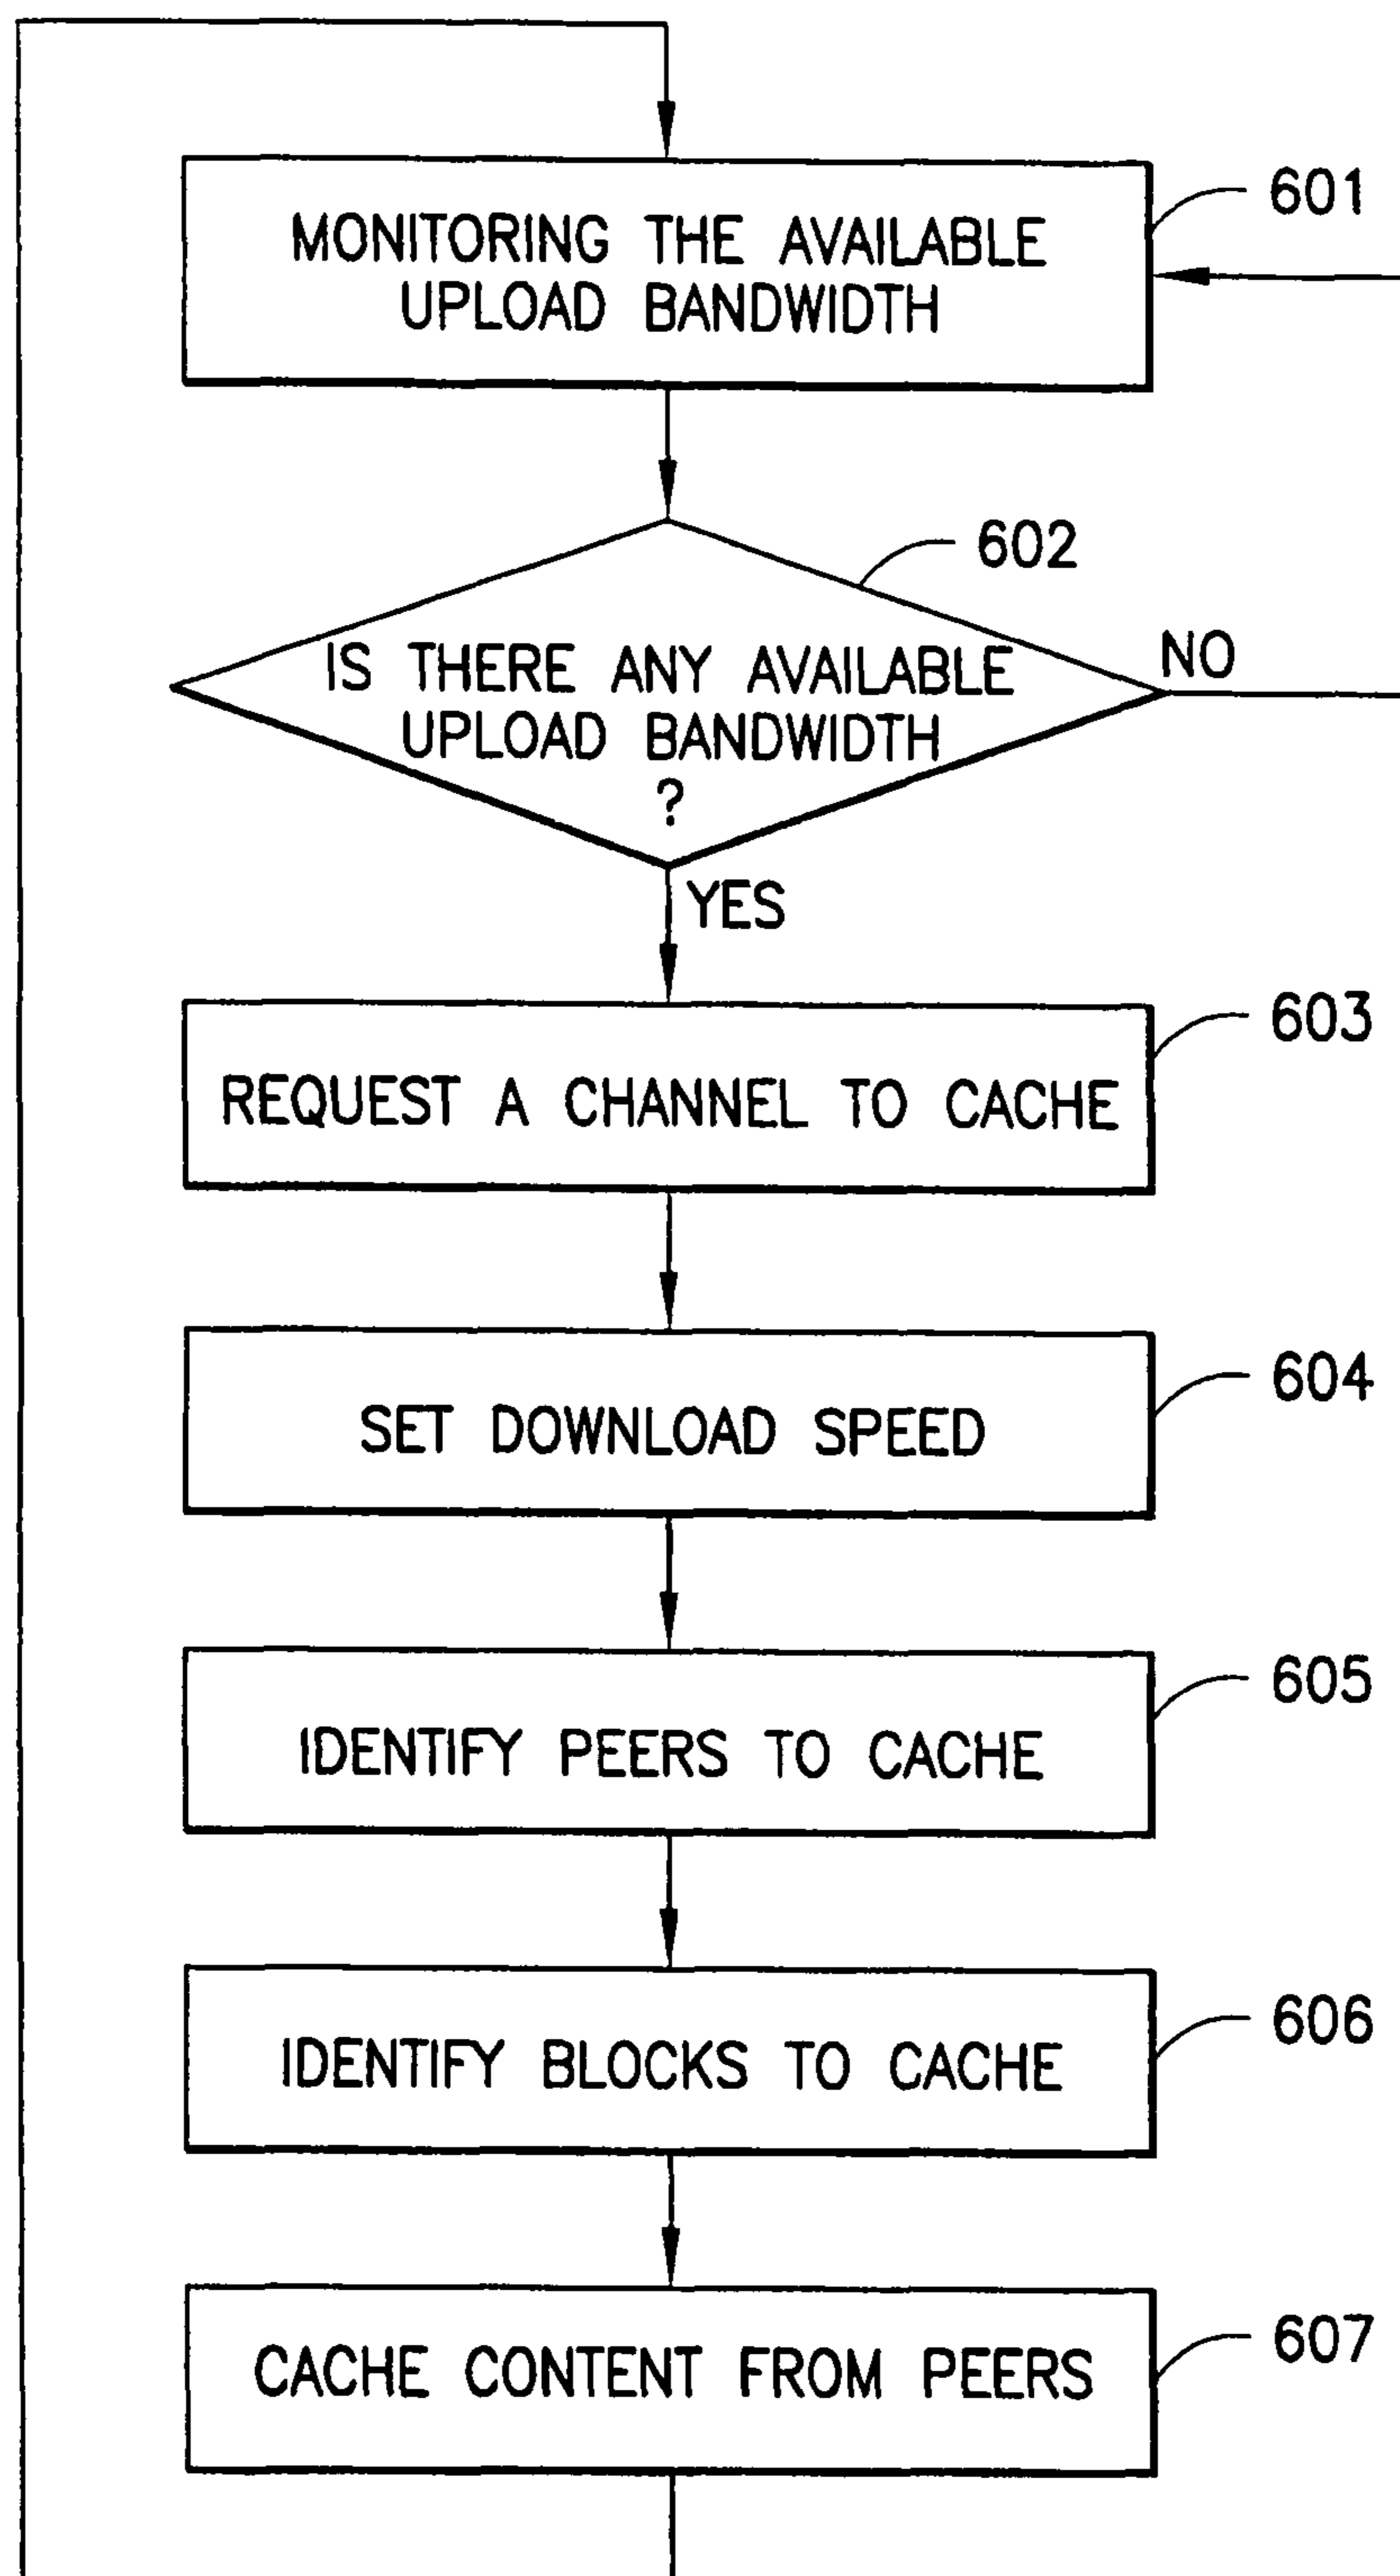 601
MONITORING THE AVAILABLE
UPLOAD BANDWIDTH
602
IS THERE ANY AVAILABLE
UPLOAD BANDWIDTH
?
NO
YES
603
REQUEST A CHANNEL TO CACHE
604
SET DOWNLOAD SPEED
605
IDENTIFY PEERS TO CACHE
606
IDENTIFY BLOCKS TO CACHE
607
CACHE CONTENT FROM PEERS